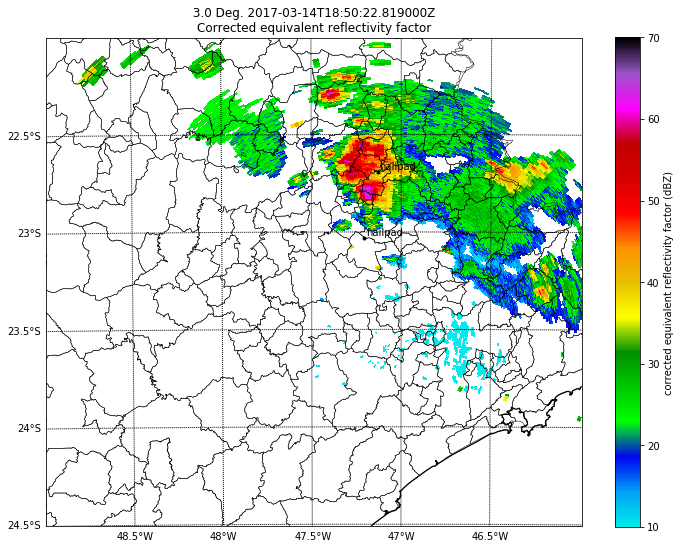 3.0 Deg. 2017-03-14T18:50:22.819000Z
Corrected equivalent reflectivity factor
22.5°S
23°S
23.5°S
24°S
24.5°S
48.5°W
48°W
47.5°W
47°W
46.5°W
hailpad
hailpad
70
60
50
40
30
20
10
corrected equivalent reflectivity factor (dBZ)